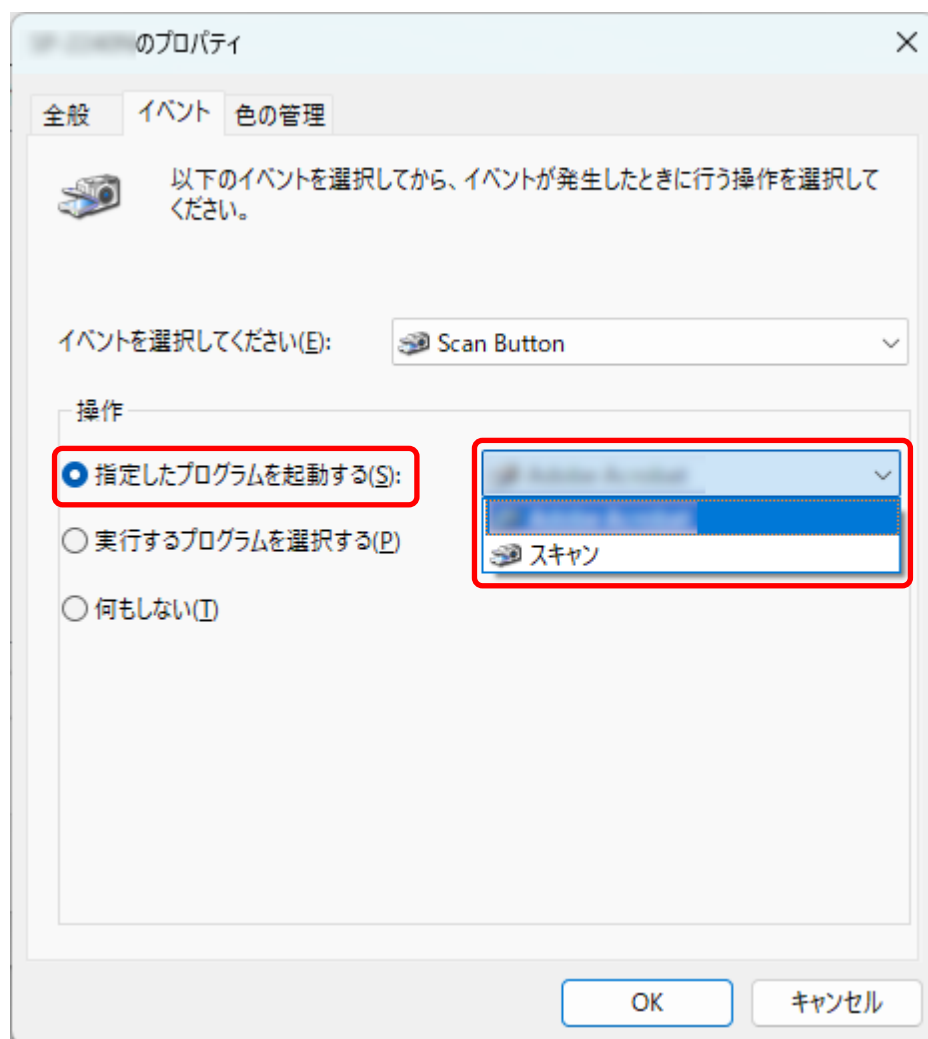 のプロパティ
全般 イベント 色の管理
以下のイベントを選択してから、イベントが発生したときに行う操作を選択して
ください。
イベントを選択してください(E): Scan Button
操作
指定したプログラムを起動する(S):
実行するプログラムを選択する(P)
スキャン
何もしない(T)
OK キャンセル